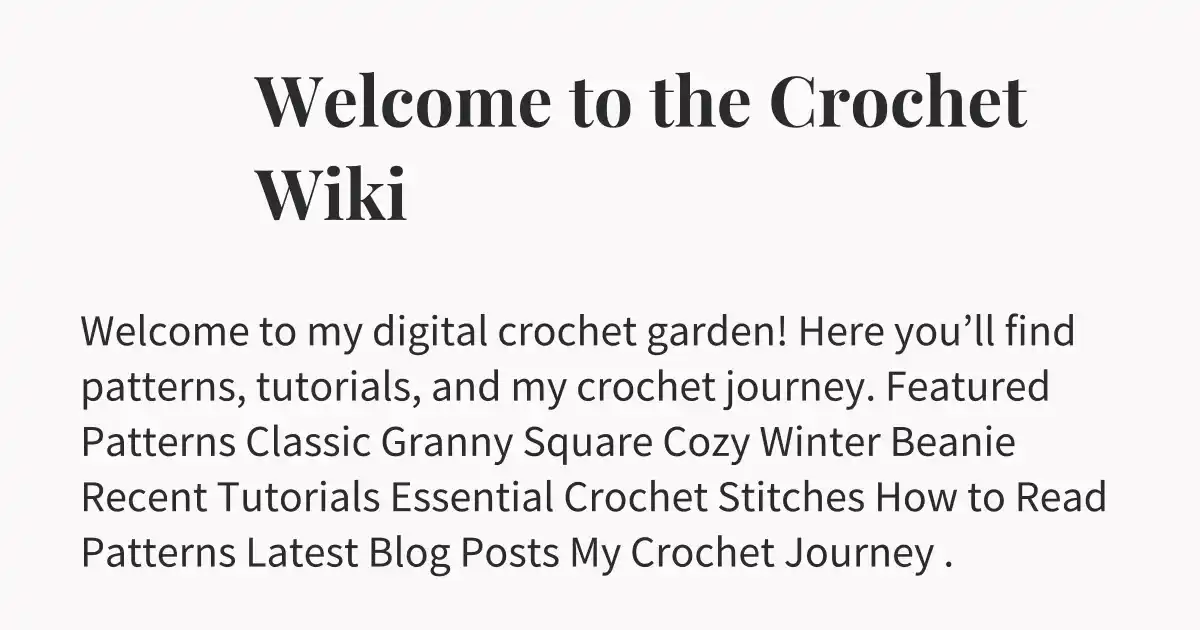 Welcome to the Crochet
Wiki
Welcome to my digital crochet garden! Here you’ll find
patterns, tutorials, and my crochet journey. Featured
Patterns Classic Granny Square Cozy Winter Beanie
Recent Tutorials Essential Crochet Stitches How to Read
Patterns Latest Blog Posts My Crochet Journey .